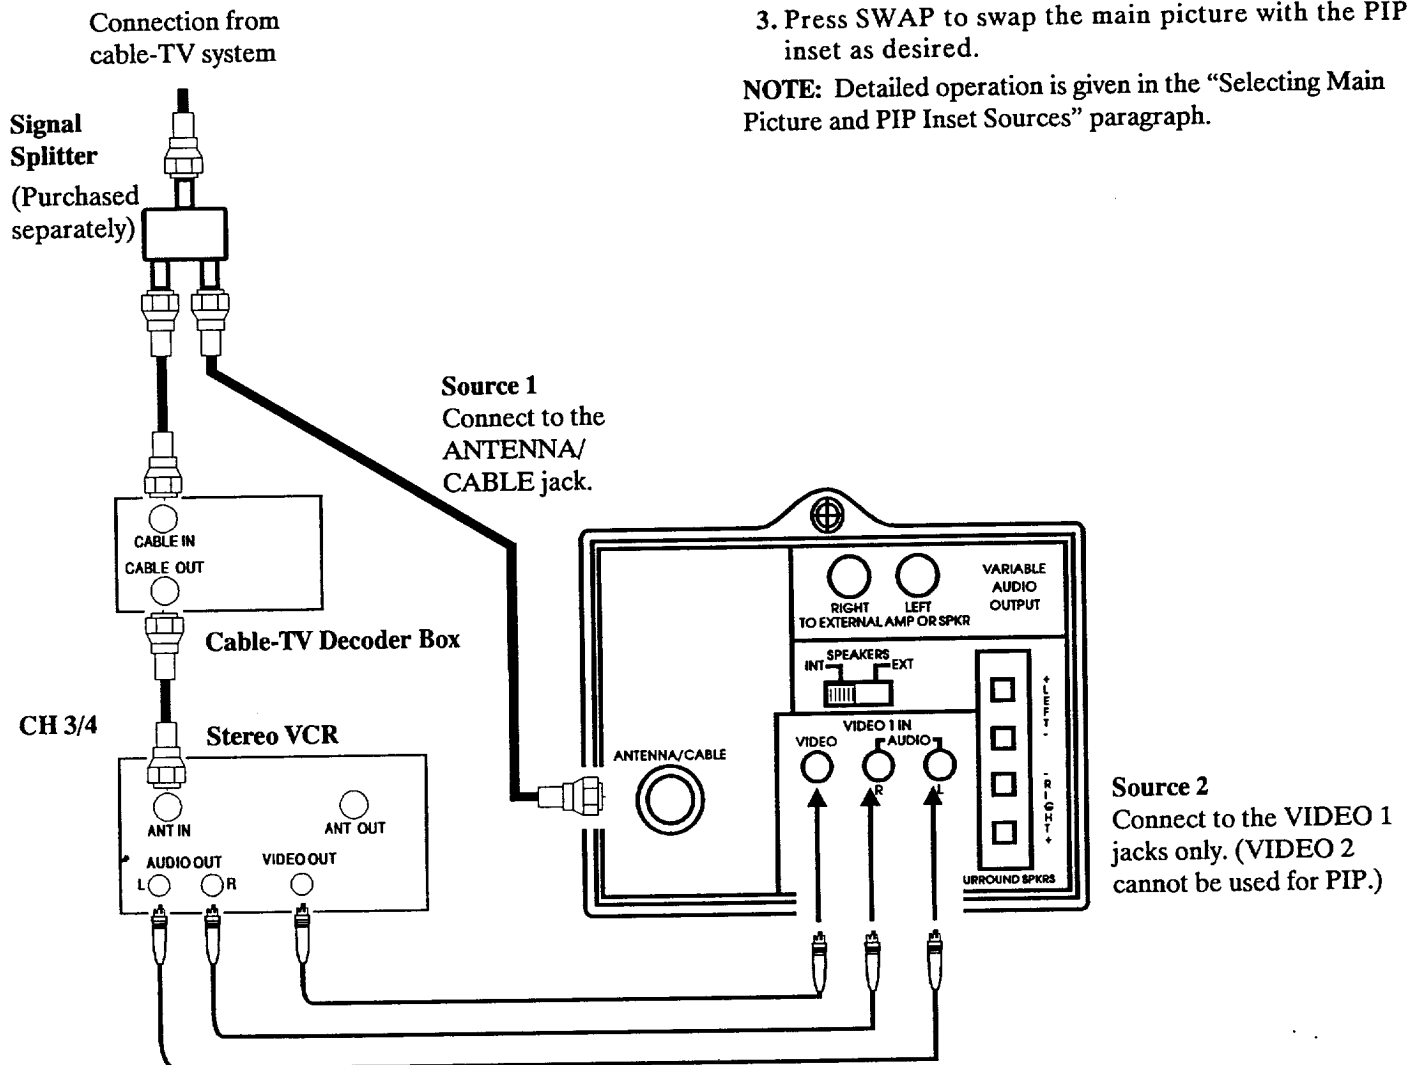 Connection from
cable-TV system
3. Press SWAP to swap the main picture with the PIP
inset as desired.
NOTE: Detailed operation is given in the “Selecting Main
Picture and PIP Inset Sources” paragraph.
Signal
Splitter
(Purchased
separately)
Source 1
Connect to the
ANTENNA/
CABLE jack.
CABLE IN
CABLE OUT
Cable-TV Decoder Box
CH 3/4
Stereo VCR
ANT IN
ANT OUT
AUDIO OUT
VIDEO OUT
L
R
VARIABLE
AUDIO
OUTPUT
RIGHT
LEFT
TO EXTERNAL AMP OR SPKR
SPEAKERS
INT
EXT
+LEFT-
-RIGHT+
VIDEO 1 IN
VIDEO
AUDIO
R
L
ANTENNA/CABLE
URROUND SPKRS
Source 2
Connect to the VIDEO 1
jacks only. (VIDEO 2
cannot be used for PIP.)